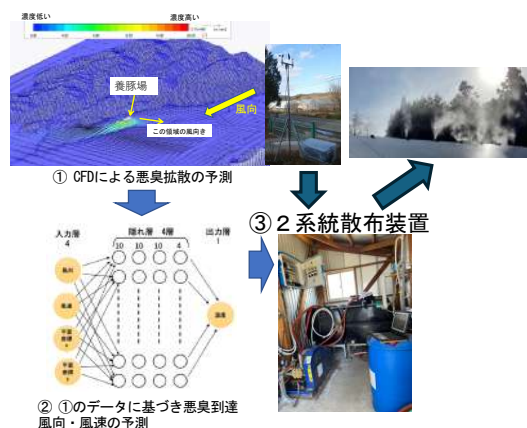 濃度低い
濃度高い
養豚場
風向
この領域の風向き
① CFDによる悪臭拡散の予測
③２系統散布装置
入力層
4
隠れ層 4層
10 10 10 4
出力層
1
風向
風速
濃度
② ①のデータに基づき悪臭到達
風向・風速の予測